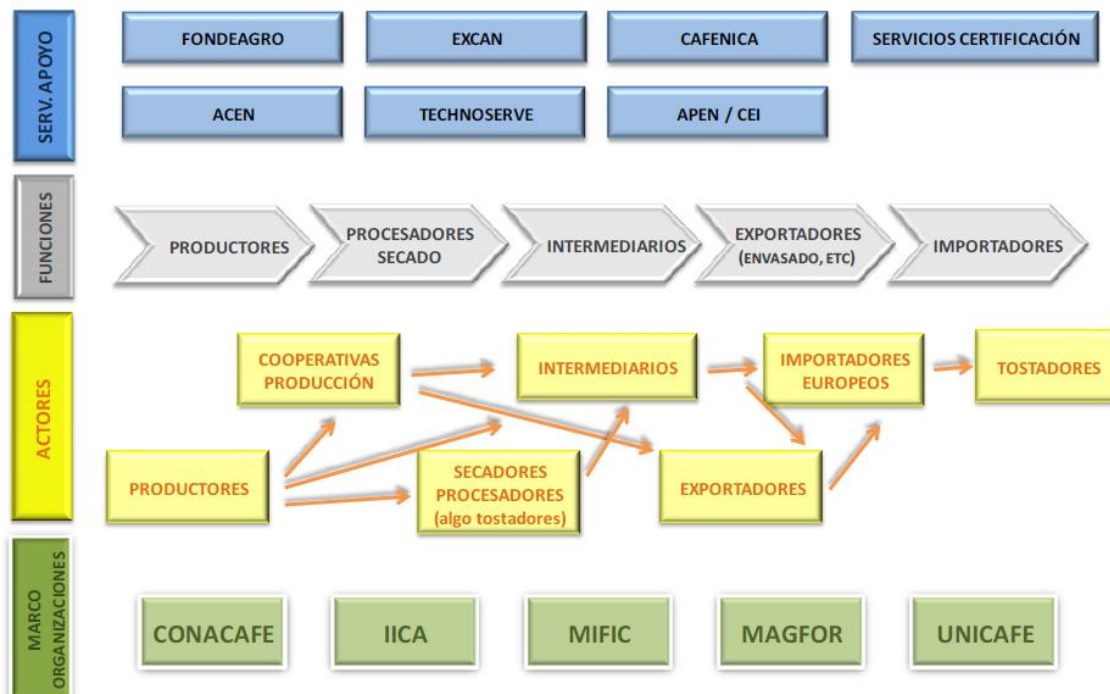 SERV. APOYO
FONDEAGRO
EXCAN
CAFENICA
SERVICIOS CERTIFICACIÓN
ACEN
TECHNOSERVE
APEN / CEI
FUNCIONES
PRODUCTORES
PROCESADORES
SECADO
INTERMEDIARIOS
EXPORTADORES
(ENVASADO, ETC)
IMPORTADORES
ACTORES
COOPERATIVAS
PRODUCCIÓN
INTERMEDIARIOS
IMPORTADORES
EUROPEOS
TOSTADORES
PRODUCTORES
SECADORES
PROCESADORES
(algo tostadores)
EXPORTADORES
MARCO
ORGANIZACIONES
CONACAFE
IICA
MIFIC
MAGFOR
UNICAFE